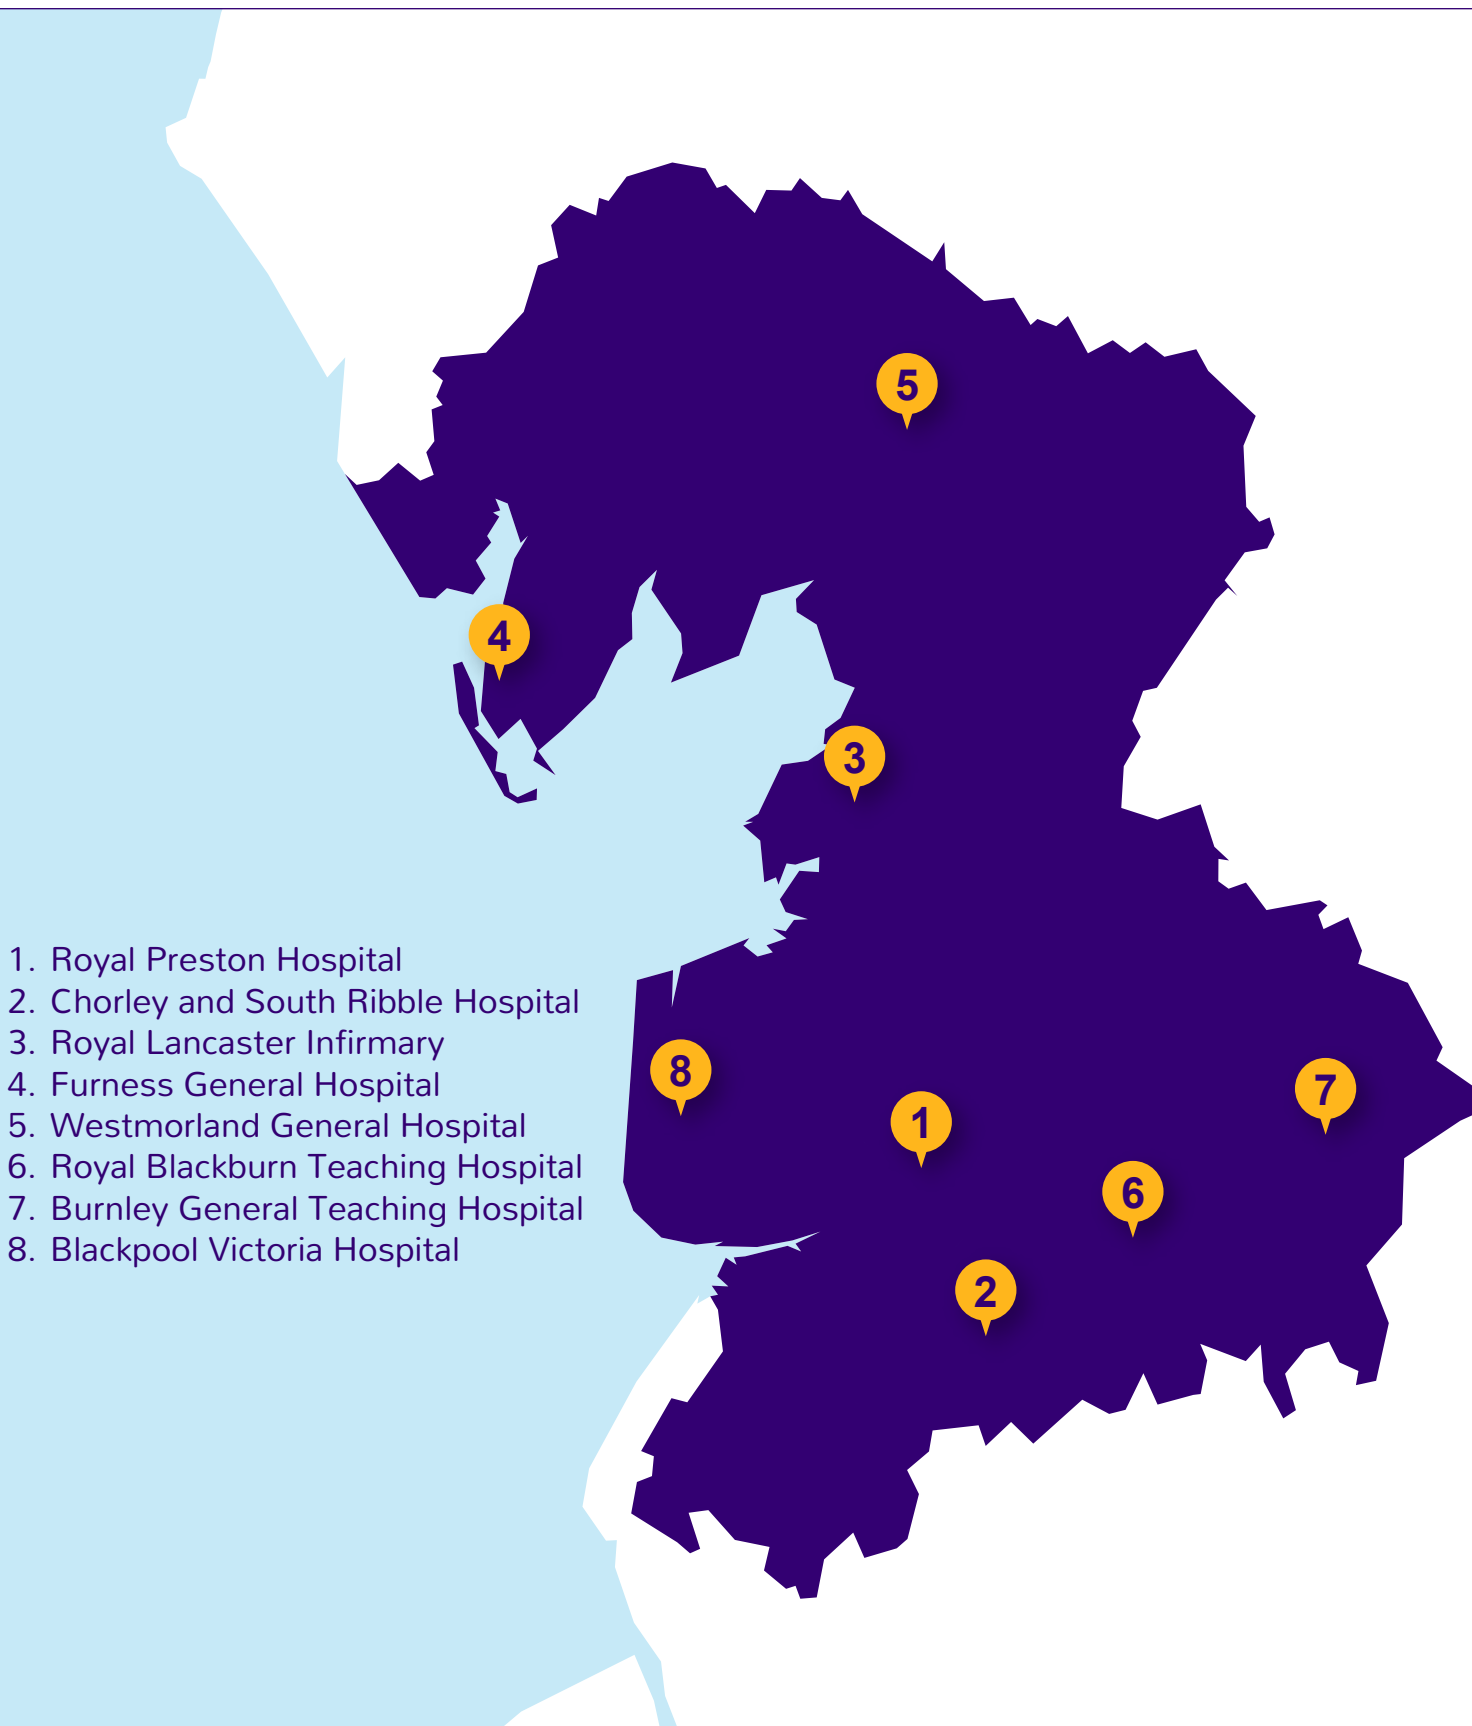 5
4
3
1. Royal Preston Hospital
2. Chorley and South Ribble Hospital
3. Royal Lancaster Infirmary
4. Furness General Hospital
5. Westmorland General Hospital
6. Royal Blackburn Teaching Hospital
7. Burnley General Teaching Hospital
8. Blackpool Victoria Hospital
8
7
1
6
2